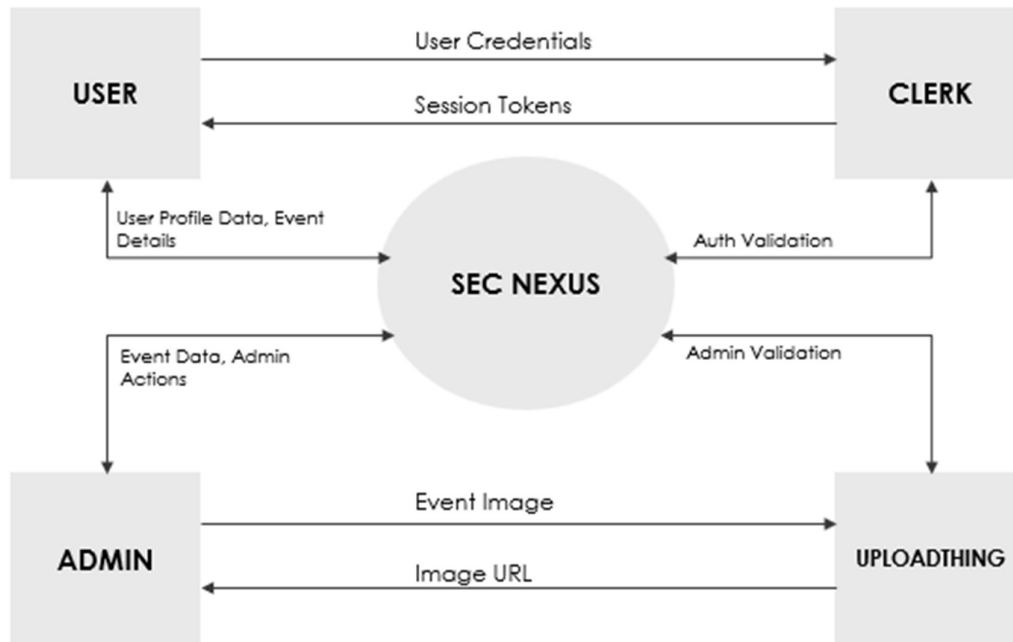 User Credentials
USER
CLERK
Session Tokens
User Profile Data, Event
Details
Auth Validation
SEC NEXUS
Event Data, Admin
Actions
Admin Validation
Event Image
ADMIN
UPLOADTHING
Image URL